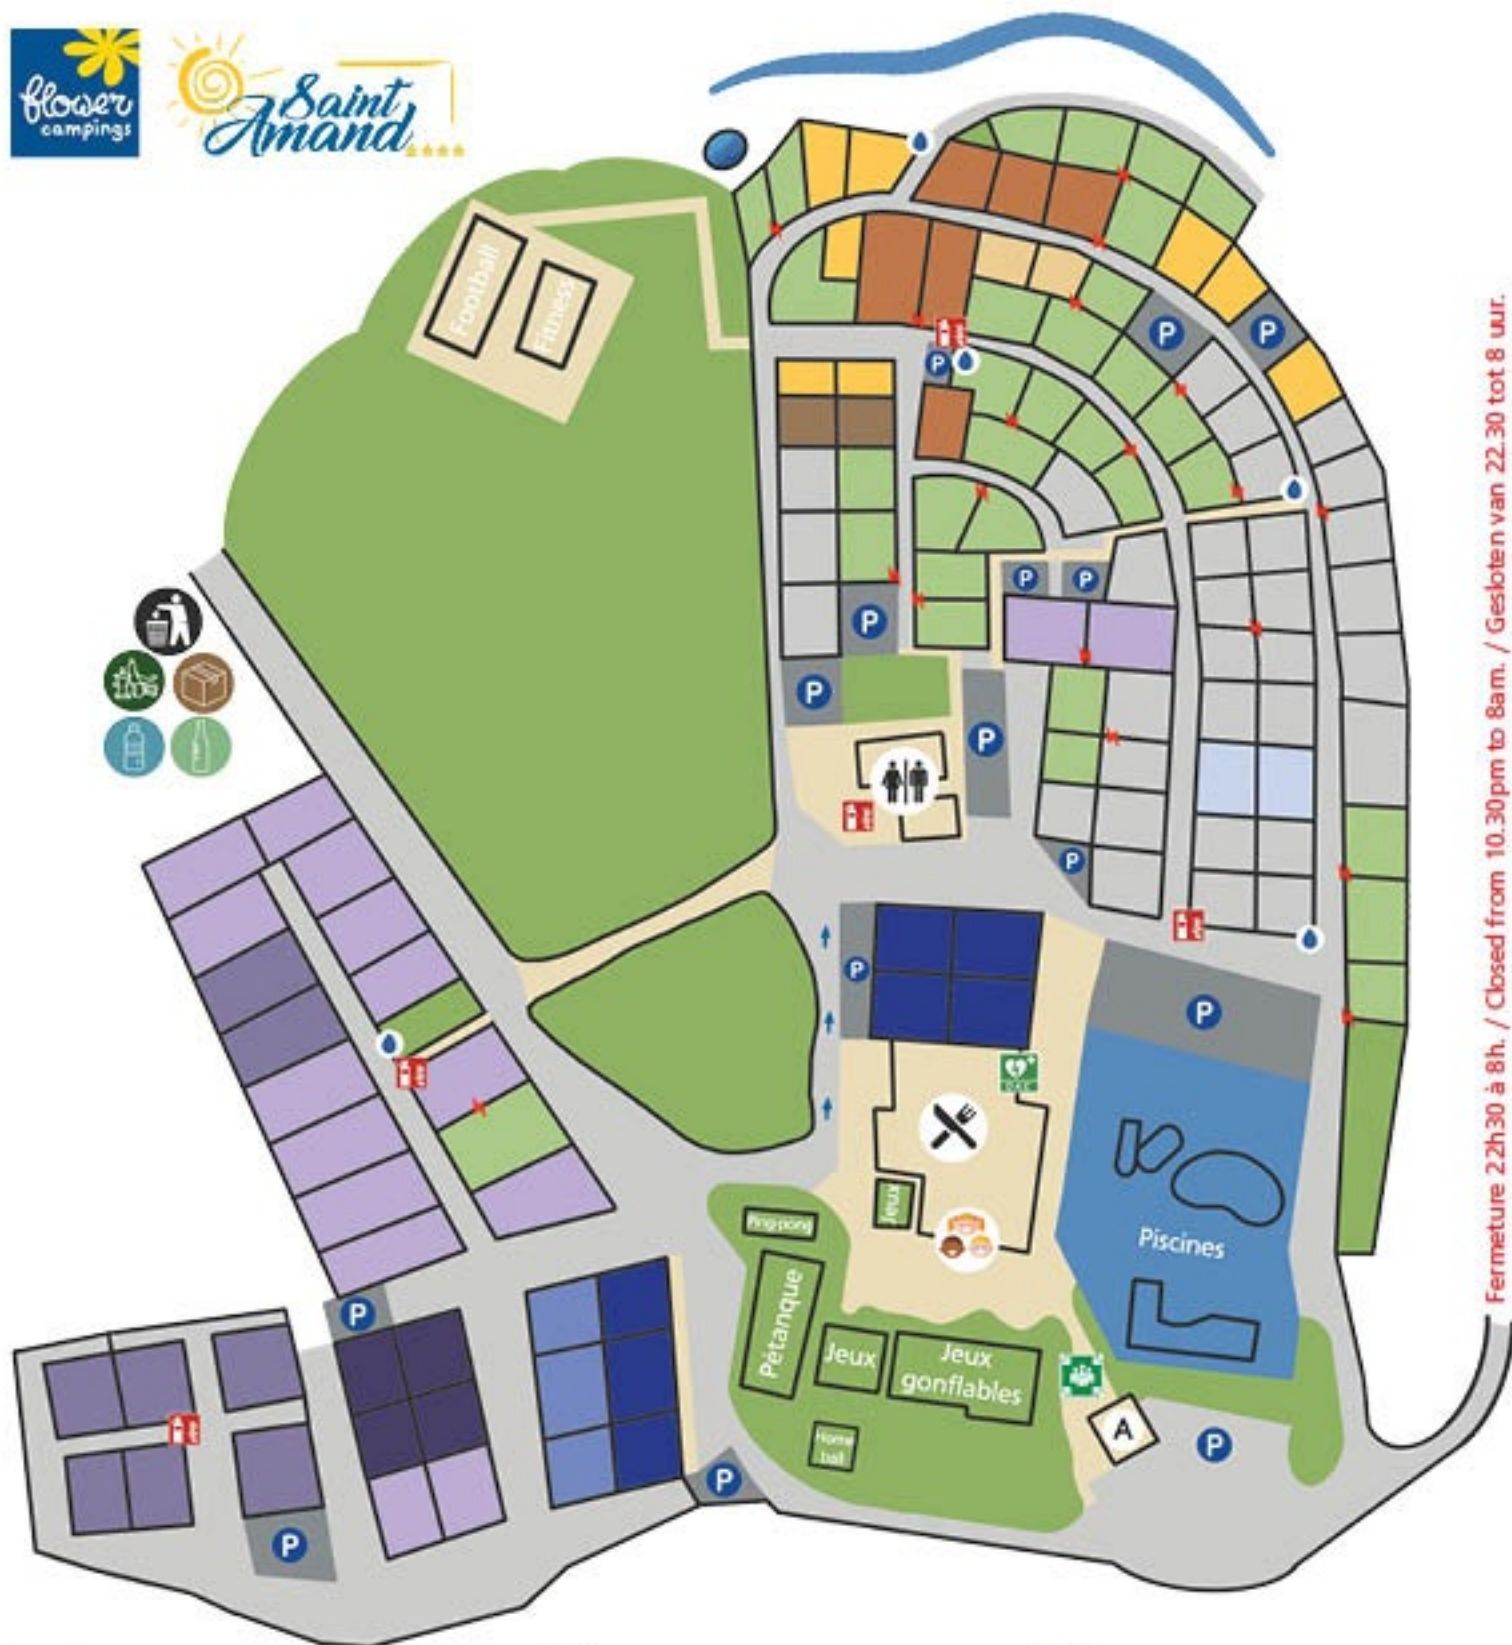 flower
campings
Saint
Amand
Football
Fitness
P
P
P
P
P
P
P
P
P
P
P
P
Ping-pong
Jeux
DAE
Piscines
Pétanque
Jeux
Jeux
gonflables
Home
ball
A
P
P
P
P
Fermeture 22h30 à 8h. / Closed from 10.30pm to 8am. / Gesloten van 22.30 tot 8 uur.